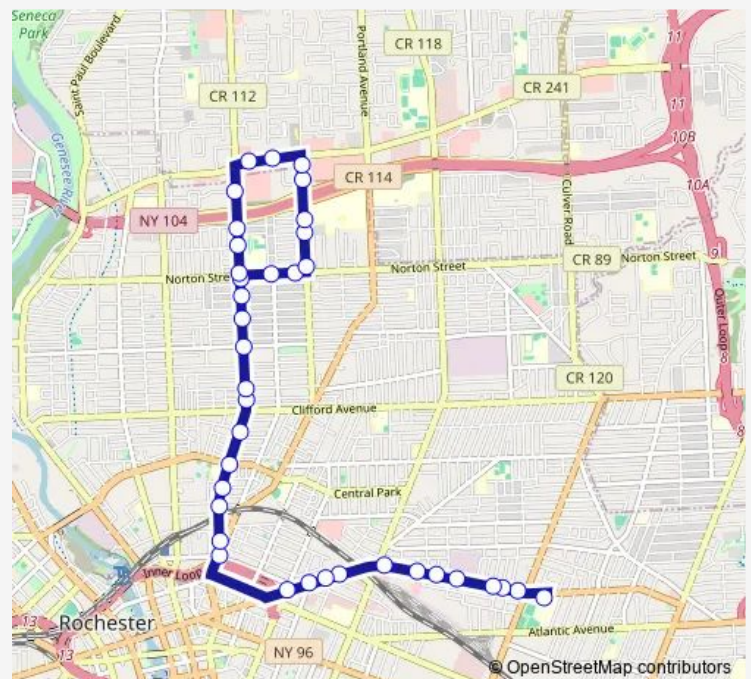 Seneca
Park
Saint Paul Boulevard
CR 118
Portland Avenue
CR 112
CR 241
11
11
10B
Genesee River
CR 114
10A
NY 104
Culver Road
CR 89
Norton Street
9
Norton Stre
Norton Street
Outer Loop
CR 120
Clifford Avenue
8
Central Park
Inner Loop
Rochester
13
13
Atlantic Avenue
NY 96
© OpenStreetMap contributors